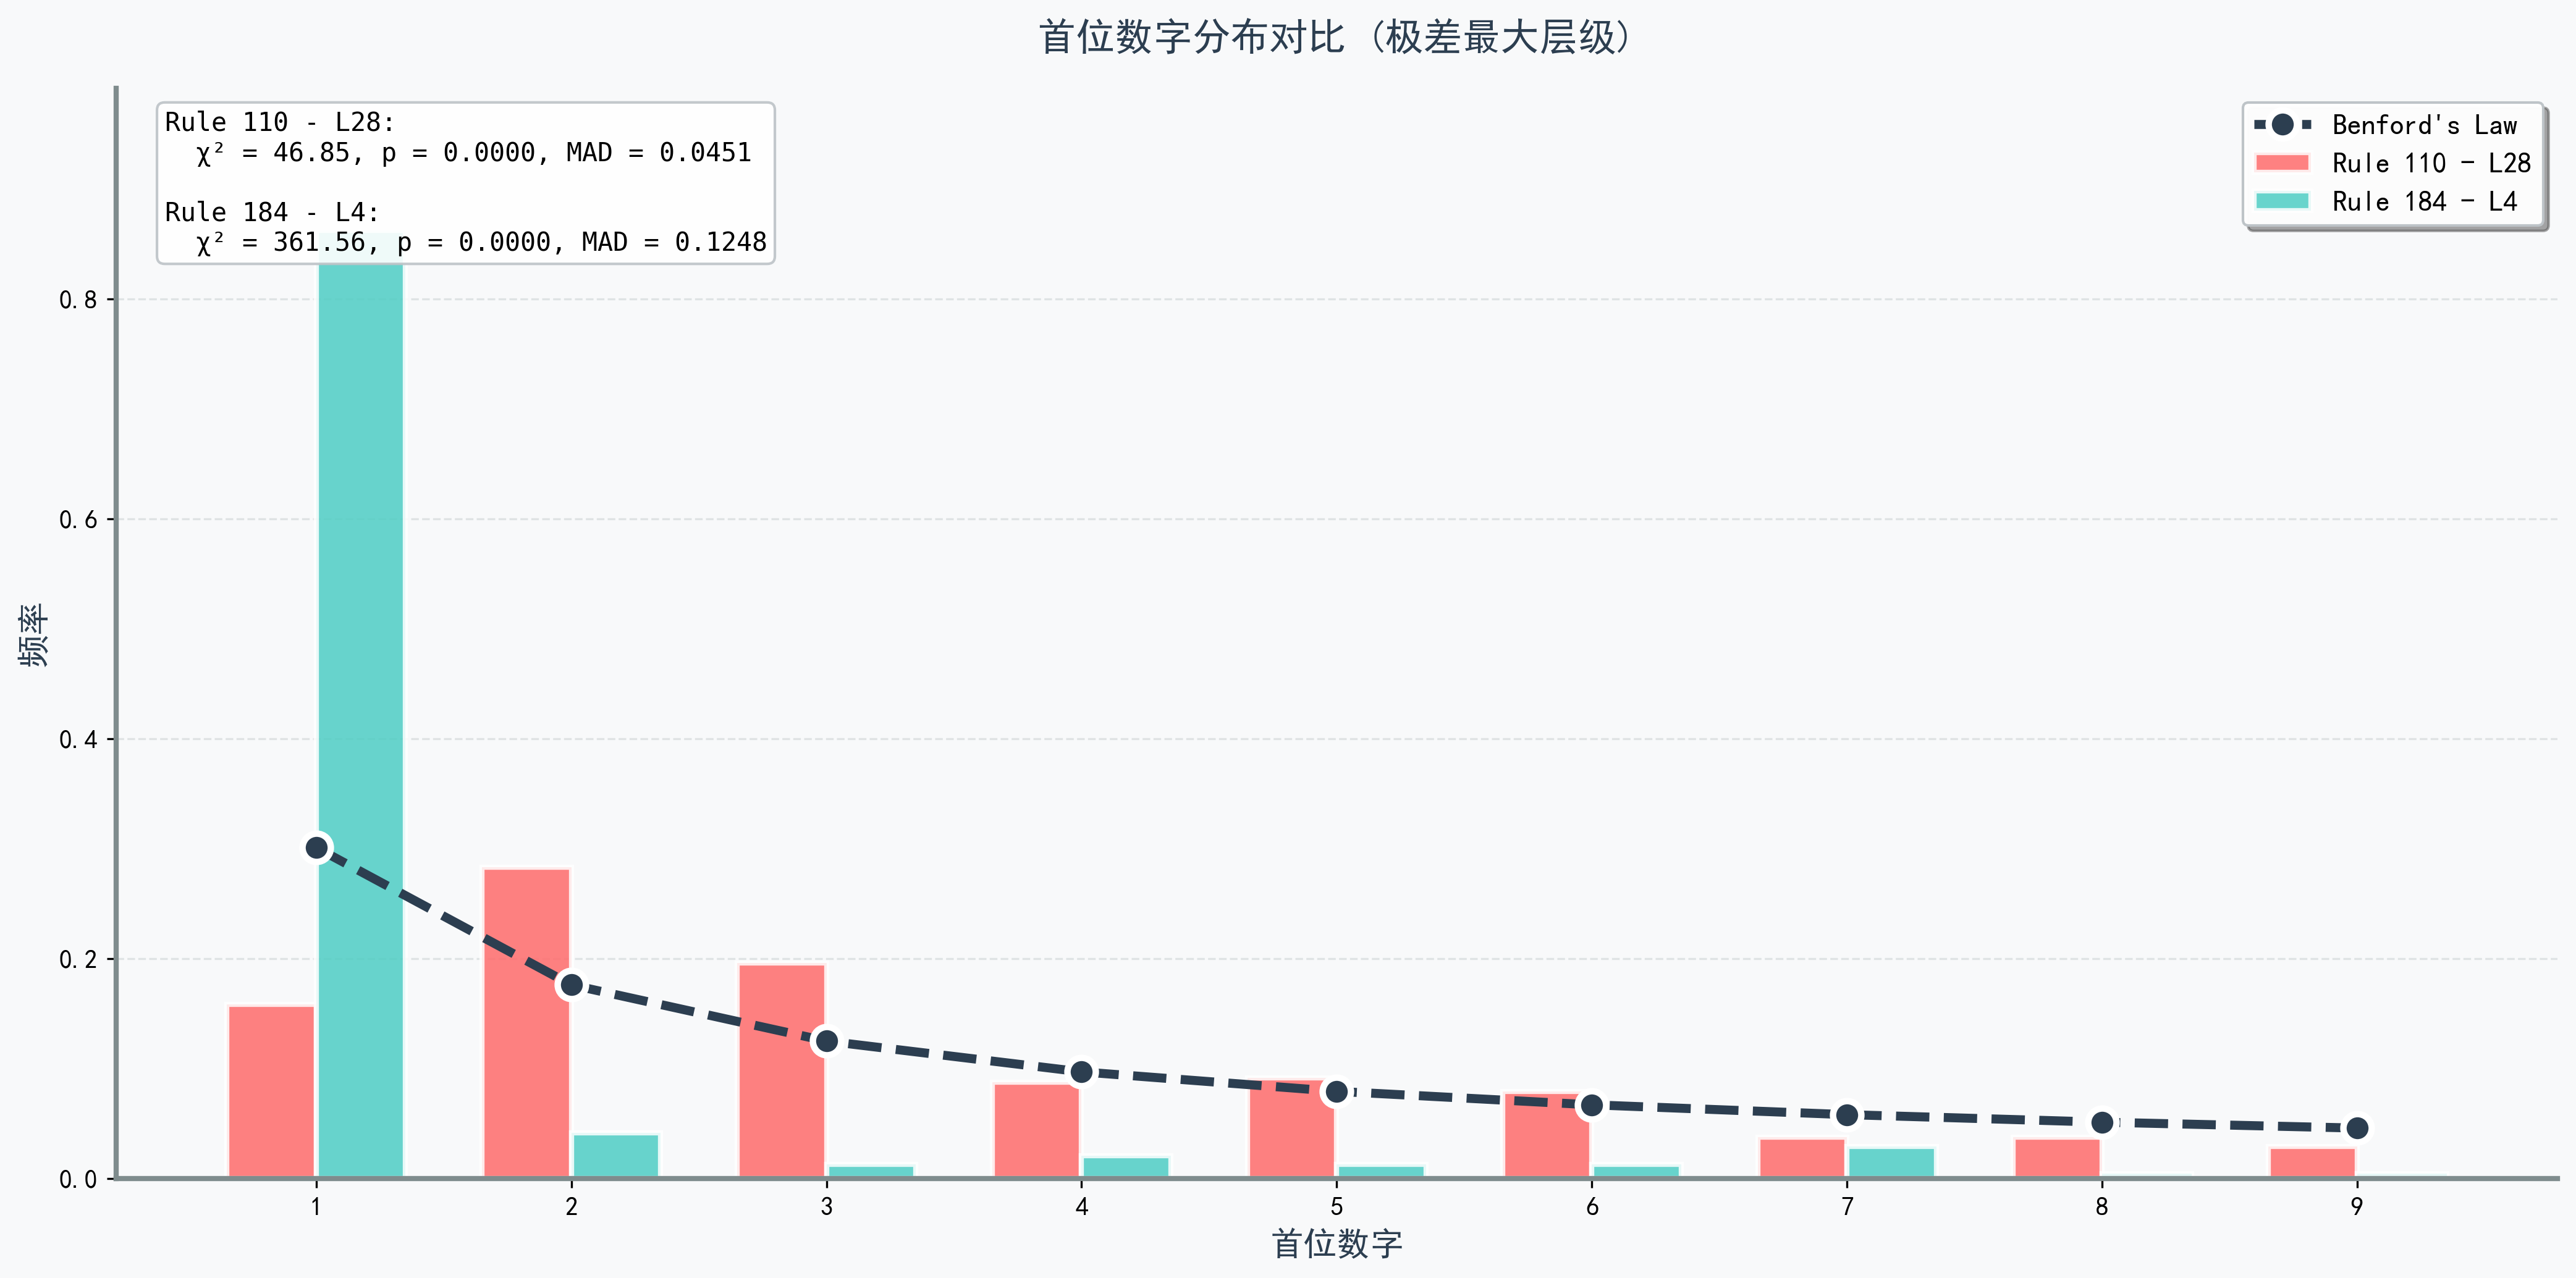 首位数字分布对比 (极差最大层级)
Rule 110 - L28:
χ² = 46.85, p = 0.0000, MAD = 0.0451
Rule 184 - L4:
χ² = 361.56, p = 0.0000, MAD = 0.1248
Benford's Law
Rule 110 - L28
Rule 184 - L4
频率
0.8
0.6
0.4
0.2
0.0
1 2 3 4 5 6 7 8 9
首位数字